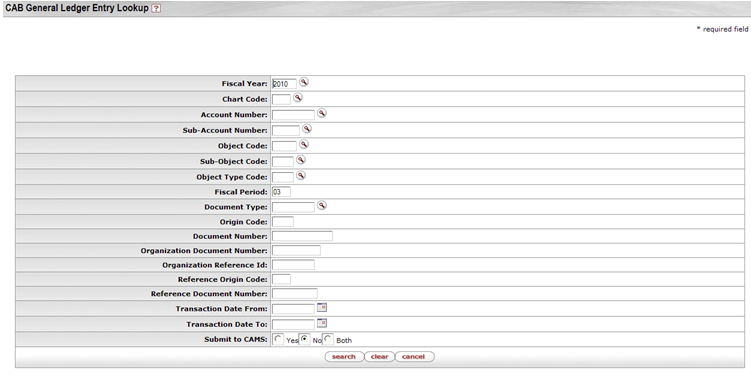 CAB General Ledger Entry Lookup ?
* required field
Fiscal Year: 2010
Chart Code:
Account Number:
Sub-Account Number:
Object Code:
Sub-Object Code:
Object Type Code:
Fiscal Period: 03
Document Type:
Origin Code:
Document Number:
Organization Document Number:
Organization Reference Id:
Reference Origin Code:
Reference Document Number:
Transaction Date From:
Transaction Date To:
Submit to CAMS: Yes No Both
search clear cancel